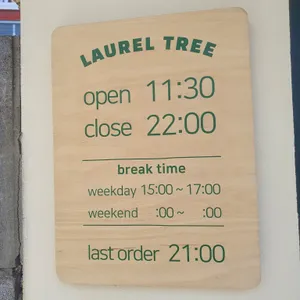 LAUREL TREE
open 11:30
close 22:00
break time
weekday 15:00 ~ 17:00
weekend :00 ~ :00
last order 21:00